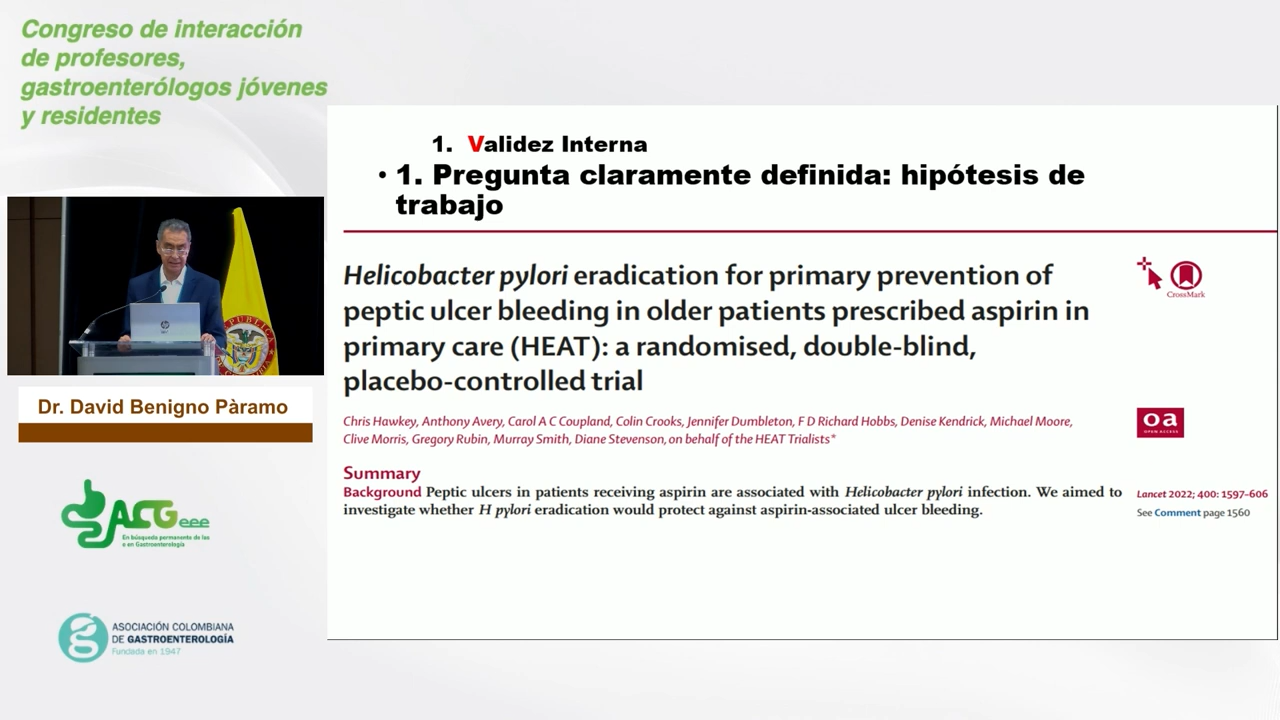 Congreso de interacción
de profesores,
gastroenterólogos jóvenes
y residentes
1. Validez Interna
• 1. Pregunta claramente definida: hipótesis de
trabajo
Helicobacter pylori eradication for primary prevention of
peptic ulcer bleeding in older patients prescribed aspirin in
primary care (HEAT): a randomised, double-blind,
placebo-controlled trial
CrossMark
Chris Hawkey, Anthony Avery, Carol A C Coupland, Colin Crooks, Jennifer Dumbleton, F D Richard Hobbs, Denise Kendrick, Michael Moore,
Clive Morris, Gregory Rubin, Murray Smith, Diane Stevenson, on behalf of the HEAT Trialists*
oa
OPEN ACCESS
Summary
Background Peptic ulcers in patients receiving aspirin are associated with Helicobacter pylori infection. We aimed to
investigate whether H pylori eradication would protect against aspirin-associated ulcer bleeding.
Lancet 2022; 400: 1597–606
See Comment page 1560
hp
Dr. David Benigno Pàramo
ACGeee
En búsqueda permanente de las
e en Gastroenterología
ASOCIACIÓN COLOMBIANA
DE GASTROENTEROLOGÍA
Fundada en 1947